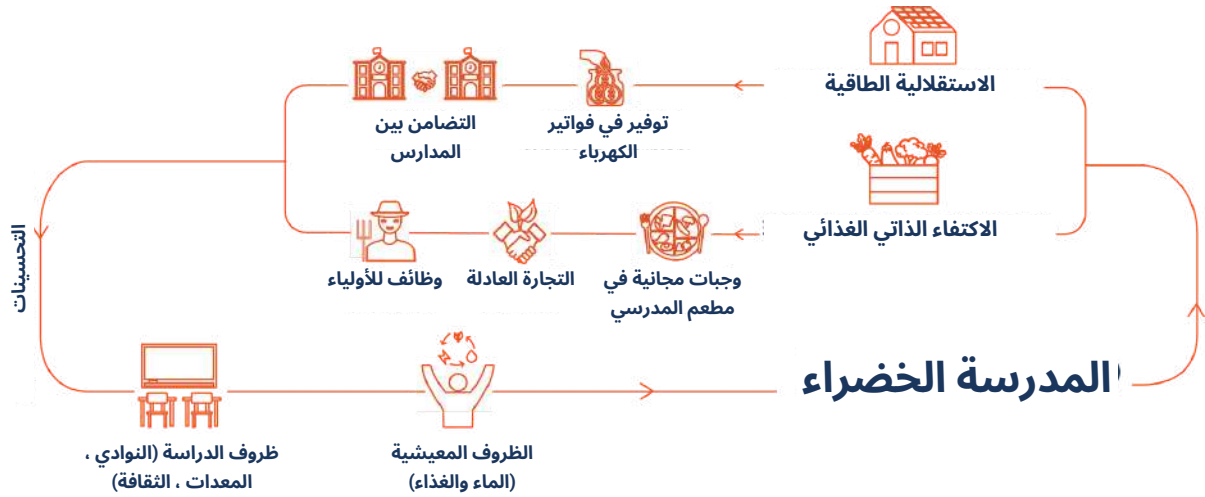 الاستقلالية الطاقية
توفير في فواتير
الكهرباء
التضامن بين
المدارس
الاكتفاء الذاتي الغذائي
وجبات مجانية في
مطعم المدرسي
التجارة العادلة
وظائف للأولياء
التحسينات
المدرسة الخضراء
الظروف المعيشية
(الماء والغذاء)
ظروف الدراسة (النوادي ،
المعدات ، الثقافة)